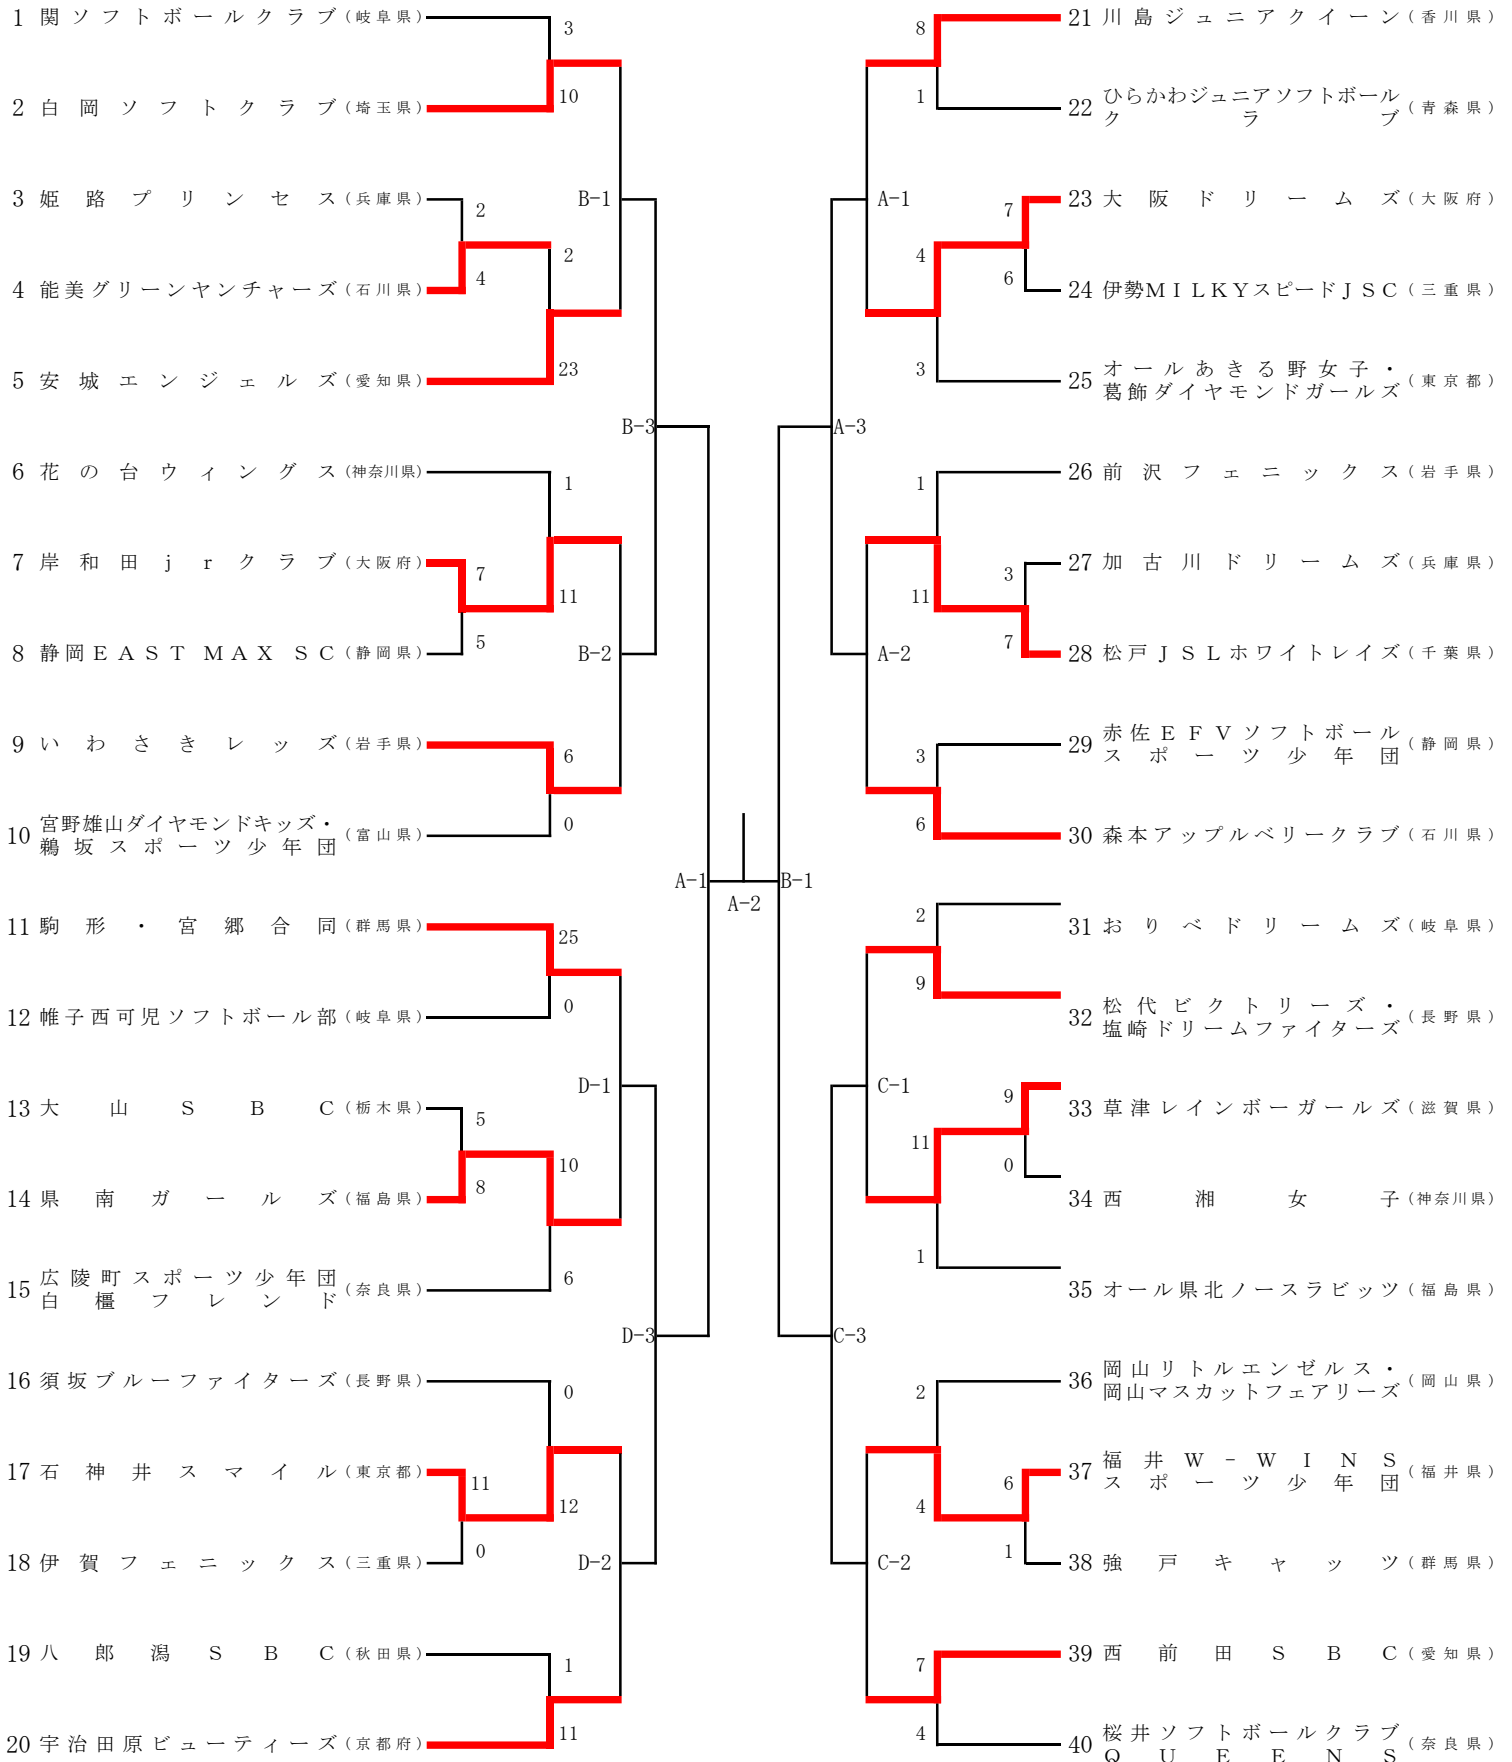 1 関ソフトボールクラブ（岐阜県）
3
10
2 白岡ソフトクラブ（埼玉県）
3 姫路プリンセス（兵庫県）
2
B-1
2
4
4 能美グリーンヤンチャーズ（石川県）
23
5 安城エンジェルズ（愛知県）
B-3
6 花の台ウィングス（神奈川県）
1
7 岸和田ｊｒクラブ（大阪府）
7
11
5
8 静岡ＥＡＳＴ ＭＡＸ ＳＣ（静岡県）
B-2
9 いわさきレッズ（岩手県）
6
0
10 宮野雄山ダイヤモンドキッズ・
鵜坂スポーツ少年団（富山県）
A-1
11 駒形・宮郷合同（群馬県）
25
0
12 帷子西可児ソフトボール部（岐阜県）
D-1
13 大山ＳＢＣ（栃木県）
5
10
8
14 県南ガールズ（福島県）
6
15 広陵町スポーツ少年団
白橿フレンド（奈良県）
D-3
16 須坂ブルーファイターズ（長野県）
0
17 石神井スマイル（東京都）
11
12
0
18 伊賀フェニックス（三重県）
D-2
19 八郎潟ＳＢＣ（秋田県）
1
11
20 宇治田原ビューティーズ（京都府）
A-2
8
21 川島ジュニアクイーン（香川県）
1
22 ひらかわジュニアソフトボール
クラブ（青森県）
A-1
7
23 大阪ドリームズ（大阪府）
4
6
24 伊勢ＭＩＬＫＹスピードＪＳＣ（三重県）
3
25 オールあきる野女子・
葛飾ダイヤモンドガールズ（東京都）
A-3
1
26 前沢フェニックス（岩手県）
3
27 加古川ドリームズ（兵庫県）
11
7
28 松戸ＪＳＬホワイトレイズ（千葉県）
A-2
3
29 赤佐ＥＦＶソフトボール
スポーツ少年団（静岡県）
6
30 森本アップルベリークラブ（石川県）
B-1
2
31 おりべドリームズ（岐阜県）
9
32 松代ビクトリーズ・
塩崎ドリームファイターズ（長野県）
C-1
9
33 草津レインボーガールズ（滋賀県）
11
0
34 西湘女子（神奈川県）
1
35 オール県北ノースラビッツ（福島県）
C-3
2
36 岡山リトルエンゼルス・
岡山マスカットフェアリーズ（岡山県）
6
37 福井Ｗ-ＷＩＮＳ
スポーツ少年団（福井県）
4
1
38 強戸キャッツ（群馬県）
C-2
7
39 西前田ＳＢＣ（愛知県）
4
40 桜井ソフトボールクラブ
ＱＵＥＥＮＳ（奈良県）